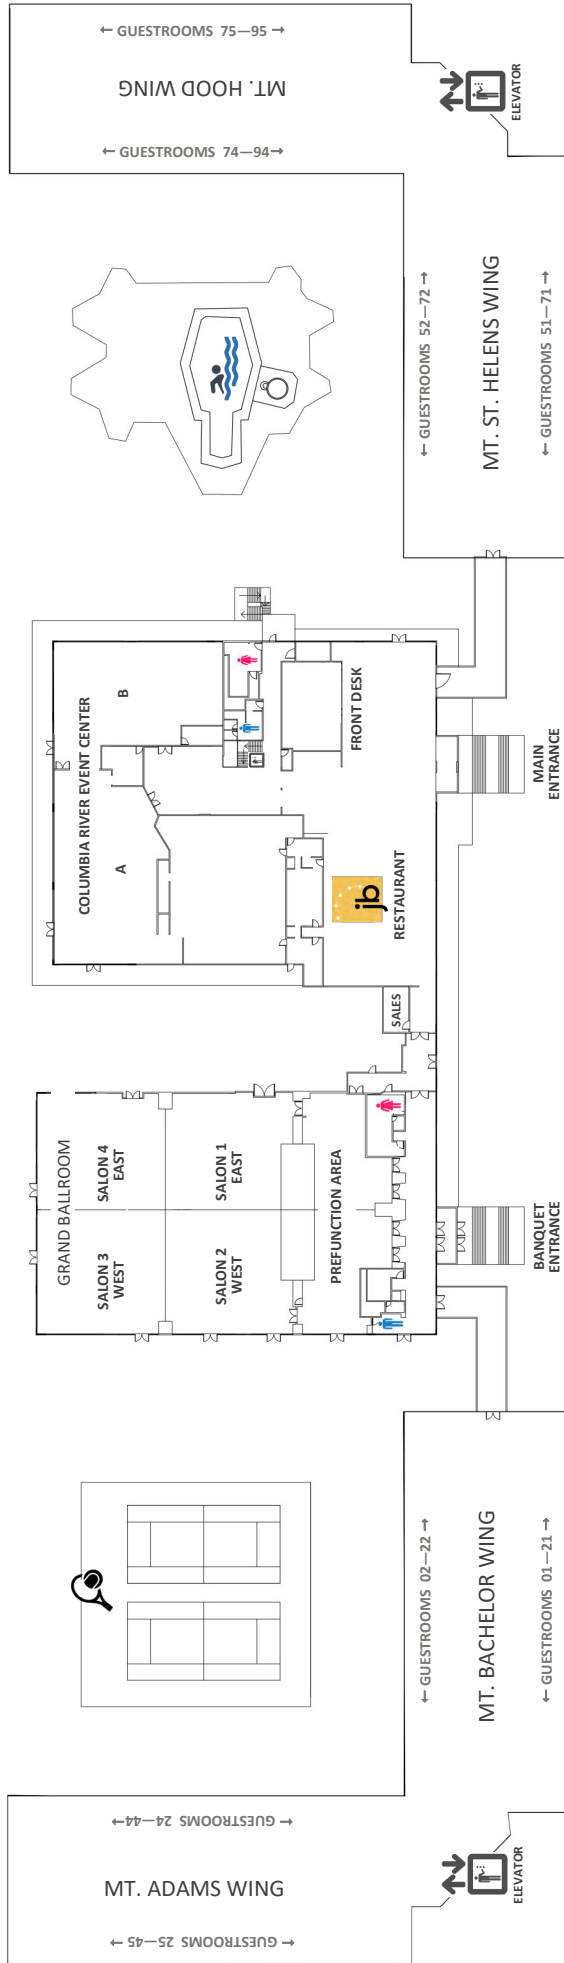 ← GUESTROOMS 75—95 →
MT. HOOD WING
← GUESTROOMS 74—94→
ELEVATOR
← GUESTROOMS 52—72 →
MT. ST. HELENS WING
← GUESTROOMS 51—71 →
COLUMBIA RIVER EVENT CENTER
A
B
FRONT DESK
MAIN
ENTRANCE
jb
RESTAURANT
SALES
GRAND BALLROOM
SALON 4
EAST
SALON 3
WEST
SALON 1
EAST
SALON 2
WEST
PREFUNCTION AREA
BANQUET
ENTRANCE
← GUESTROOMS 02—22 →
MT. BACHELOR WING
← GUESTROOMS 01—21 →
← GUESTROOMS 24—44→
MT. ADAMS WING
← GUESTROOMS 25—45 →
ELEVATOR